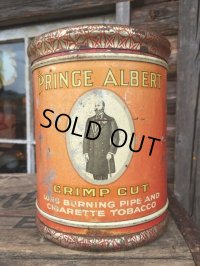 PRINCE ALBERT
SOLD OUT
CRIMP CUT
LONG BURNING PIPE AND
CIGARETTE TOBACCO